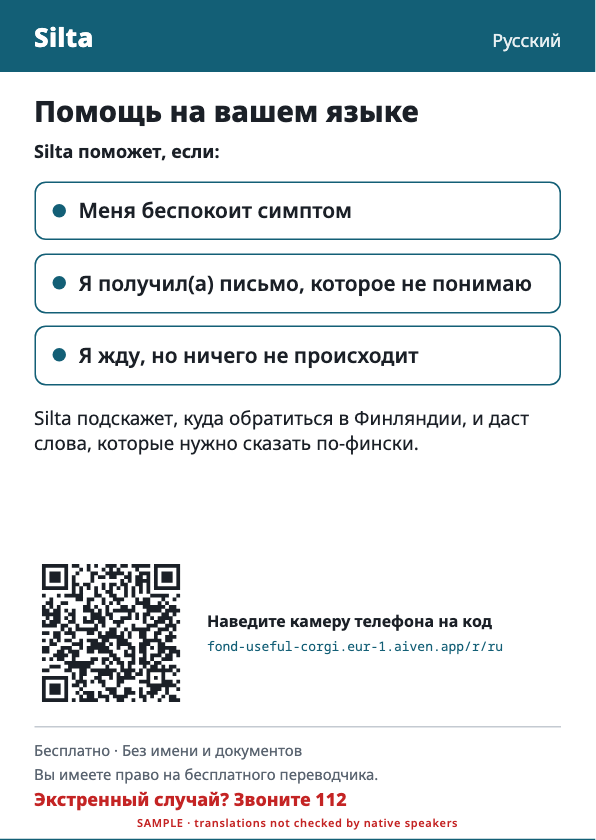 Silta
Русский
Помощь на вашем языке
Silta поможет, если:
Меня беспокоит симптом
Я получил(а) письмо, которое не понимаю
Я жду, но ничего не происходит
Silta подскажет, куда обратиться в Финляндии, и даст
слова, которые нужно сказать по-фински.
Наведите камеру телефона на код
fond-useful-corgi.eur-1.aiven.app/r/ru
Бесплатно · Без имени и документов
Вы имеете право на бесплатного переводчика.
Экстренный случай? Звоните 112
SAMPLE · translations not checked by native speakers